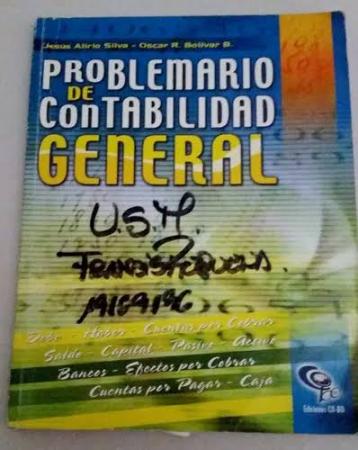 Jesús Alirio Silva - Oscar R. Bolívar B.
PROBLEMARIO
DE
ConTABILIDAD
GENERAL
U.S.M.
Debe - Haber - Cuentas por Cobrar
Saldo - Capital - Pasivo - Activo
Bancos - Efectos por Cobrar
Cuentas por Pagar - Caja
Ediciones CO-BO